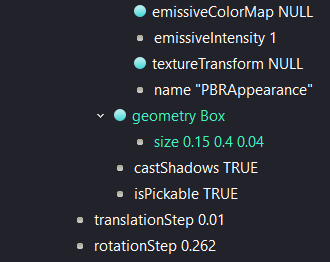 emissiveColorMap NULL
emissiveIntensity 1
textureTransform NULL
name "PBRAppearance"
geometry Box
size 0.15 0.4 0.04
castShadows TRUE
isPickable TRUE
translationStep 0.01
rotationStep 0.262